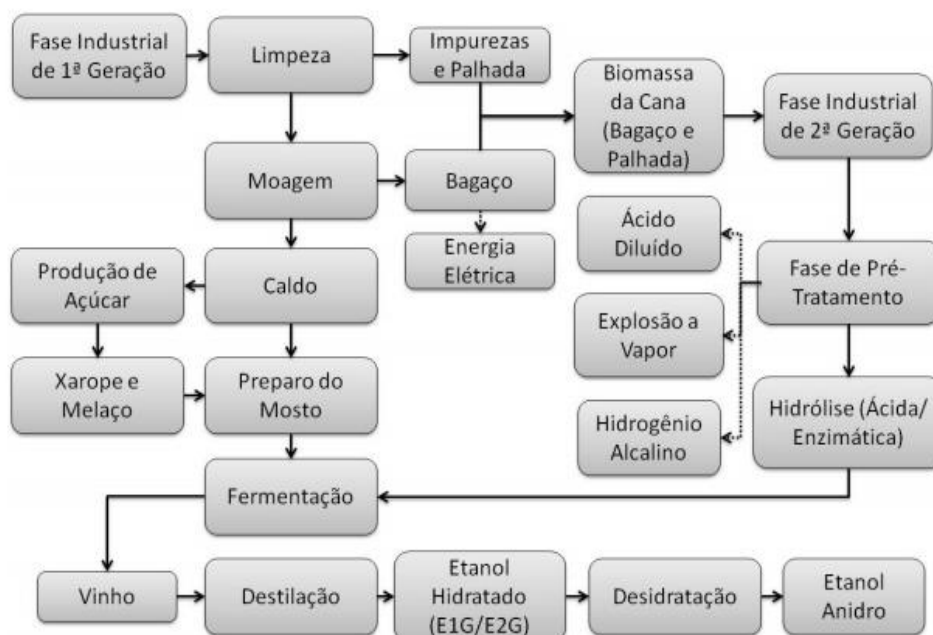 Fase Industrial
de 1ª Geração
Limpeza
Impurezas
e Palhada
Biomassa
da Cana
(Bagaço e
Palhada)
Fase Industrial
de 2ª Geração
Moagem
Bagaço
Energia
Elétrica
Ácido
Diluído
Produção de
Açúcar
Caldo
Fase de Pré-
Tratamento
Explosão a
Vapor
Xarope e
Melaço
Preparo do
Mosto
Hidrogênio
Alcalino
Hidrólise (Ácida/
Enzimática)
Fermentação
Vinho
Destilação
Etanol
Hidratado
(E1G/E2G)
Desidratação
Etanol
Anidro